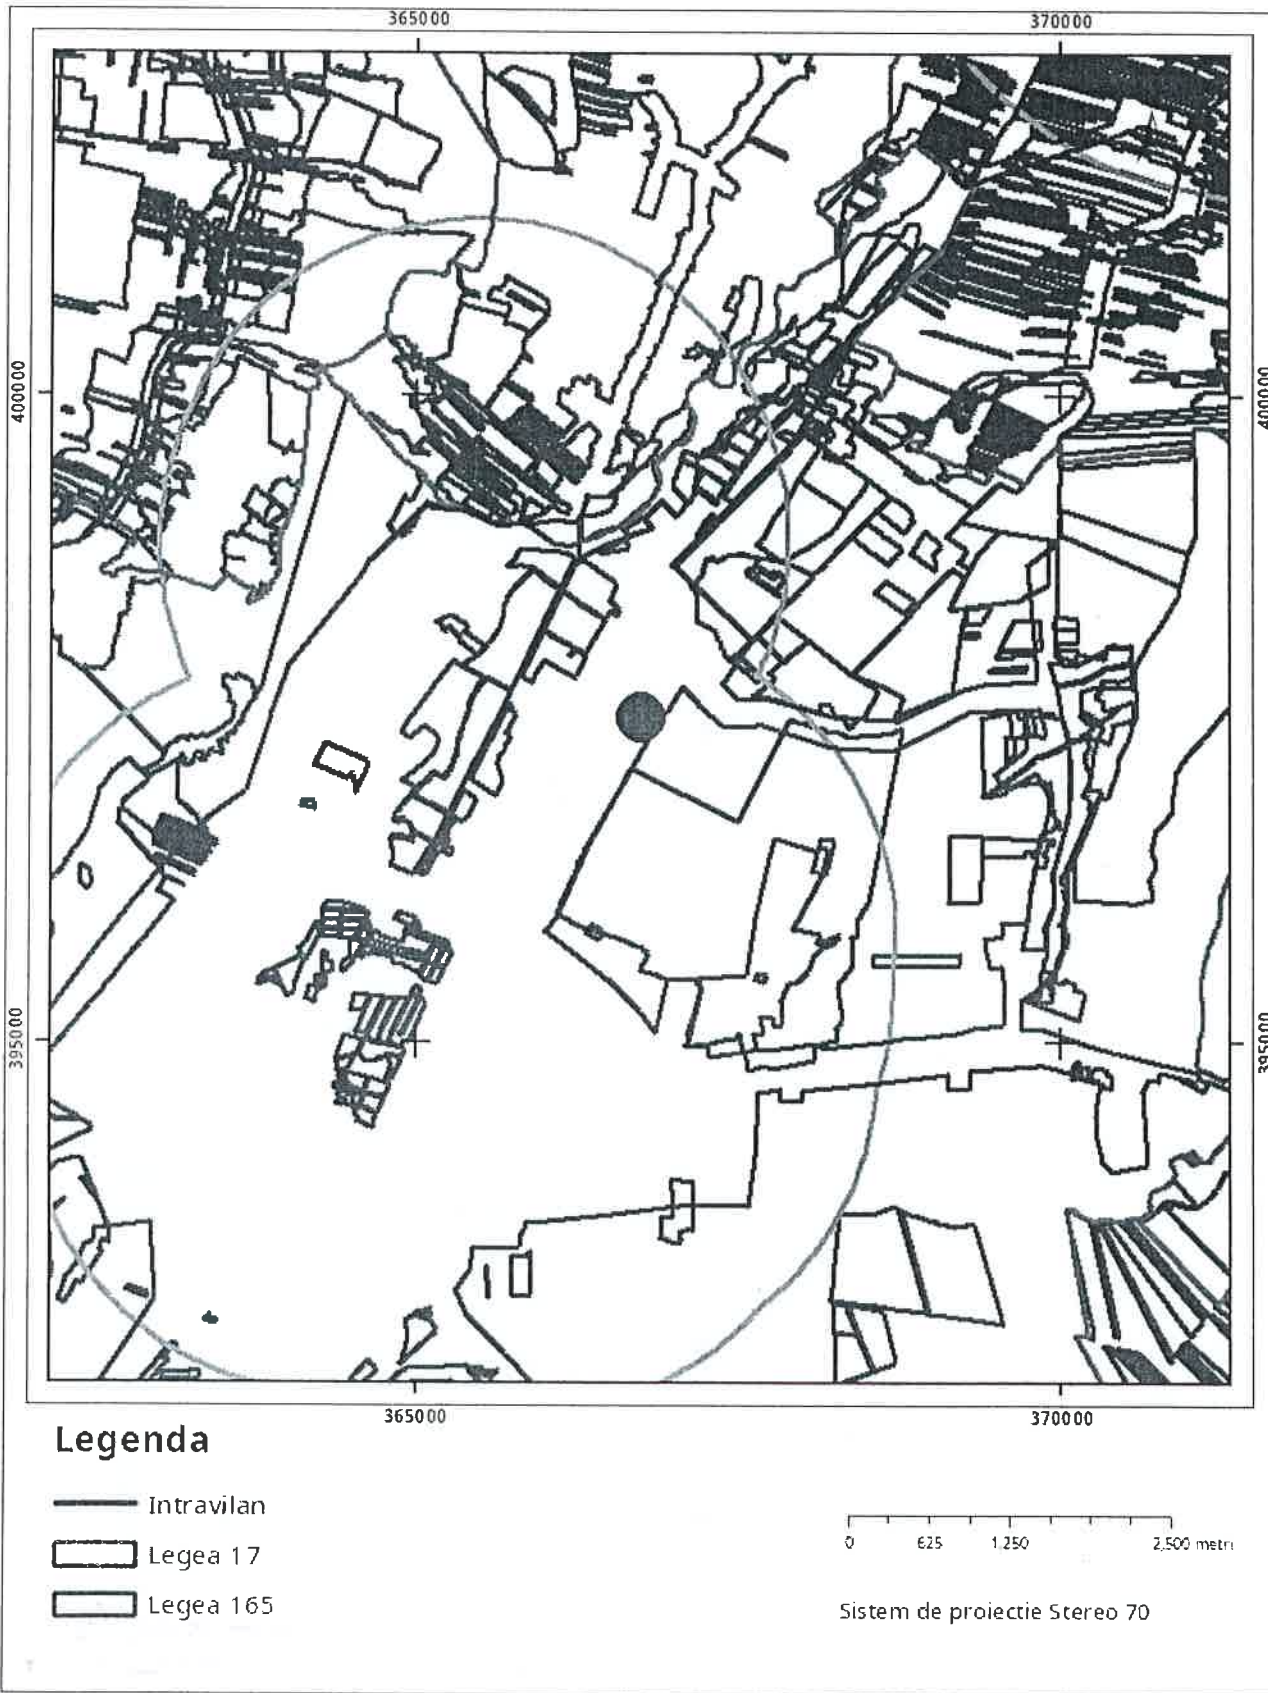 365000
370000
400000
400000
395000
395000
365000
370000
Legenda
Intravilan
Legea 17
Legea 165
0 625 1,250 2,500 metri
Sistem de proiectie Stereo 70